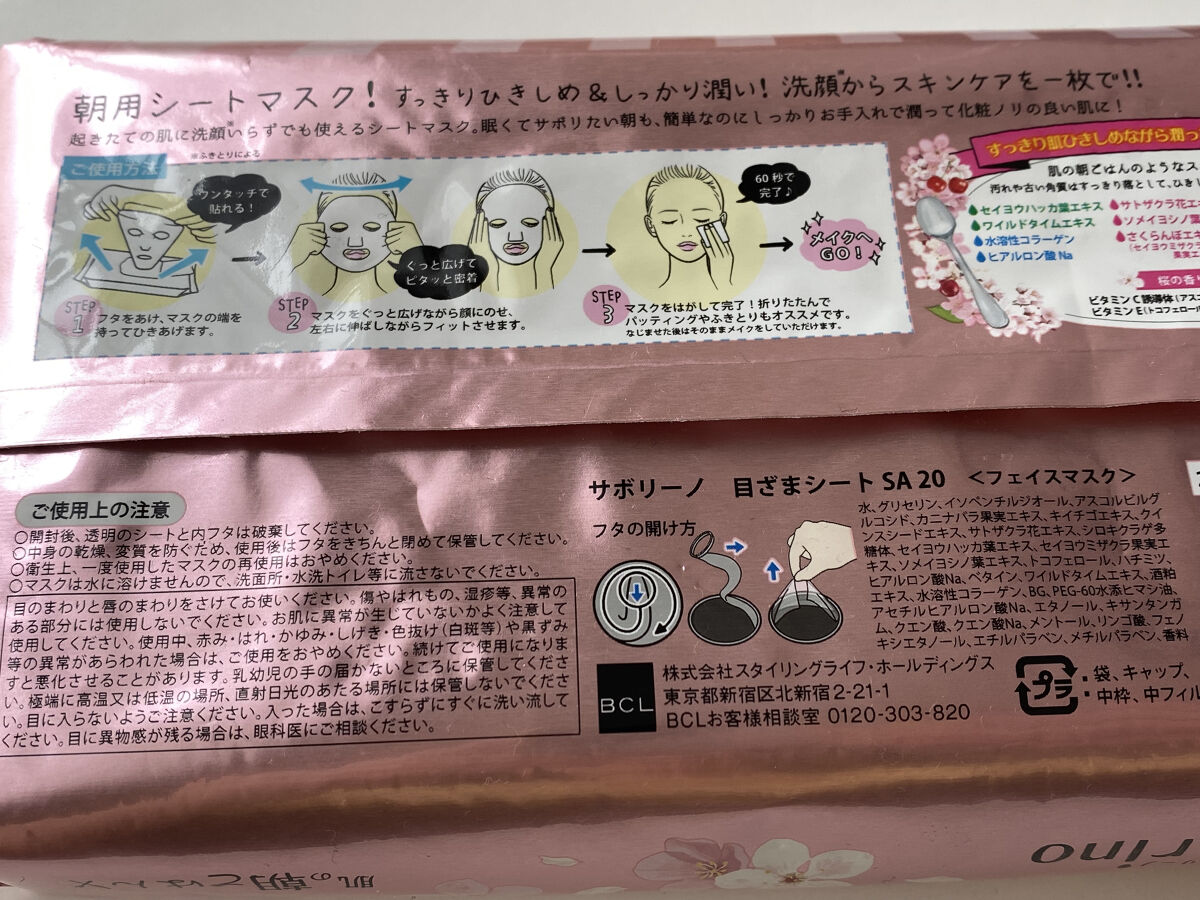 朝用シートマスク! すっきりひきしめ&しっかり潤い! 洗顔※からスキンケアを一枚で!!
起きたての肌に洗顔※いらずでも使えるシートマスク。眠くてサボりたい朝も、簡単なのにしっかりお手入れで潤って化粧ノリの良い肌に!
※ふきとりによる
ご使用方法
ワンタッチで
貼れる!
ぐっと広げて
ピタッと密着
60秒で
完了♪
メイクへ
GO!
STEP
1
フタをあけ、マスクの端を
持ってひきあげます。
STEP
2
マスクをぐっと広げながら顔にのせ、
左右に伸ばしながらフィットさせます。
STEP
3
マスクをはがして完了!折りたたんで
パッティングやふきとりもオススメです。
なじませた後はそのままメイクをしていただけます。
すっきり肌ひきしめながら潤っ
肌の朝ごはんのようなス
汚れや古い角質はすっきり落として、ひきし
セイヨウハッカ葉エキス
ワイルドタイムエキス
水溶性コラーゲン
ヒアルロン酸Na
サトザクラ花エキ
ソメイヨシノ葉
さくらんぼエキ
(セイヨウミザクラ
果実エ
桜の香り
ビタミンC誘導体(アス
ビタミンE(トコフェロール
ご使用上の注意
○開封後、透明のシートと内フタは破棄してください。
○中身の乾燥、変質を防ぐため、使用後はフタをきちんと閉めて保管してください。
○衛生上、一度使用したマスクの再使用はおやめください。
○マスクは水に溶けませんので、洗面所・水洗トイレ等に流さないでください。
目のまわりと唇のまわりをさけてお使いください。傷やはれもの、湿疹等、異常の
ある部分には使用しないでください。お肌に異常が生じていないかよく注意して
使用してください。使用中、赤み・はれ・かゆみ・しげき・色抜け(白斑等)や黒ずみ
等の異常があらわれた場合は、ご使用をおやめください。続けてご使用になりま
すと悪化させることがあります。乳幼児の手の届かないところに保管してくださ
い。極端に高温又は低温の場所、直射日光のあたる場所には保管しないでくださ
い。目に入らないようご注意ください。入った場合は、こすらずにすぐに洗い流して
ください。目に異物感が残る場合は、眼科医にご相談ください。
サボリーノ 目ざまシート SA 20 <フェイスマスク>
フタの開け方
水、グリセリン、イソペンチルジオール、アスコルビルグ
ルコシド、カニナバラ果実エキス、キイチゴエキス、クイ
ンスシードエキス、サトザクラ花エキス、シロキクラゲ多
糖体、セイヨウハッカ葉エキス、セイヨウミザクラ果実エ
キス、ソメイヨシノ葉エキス、トコフェロール、ハチミツ、
ヒアルロン酸Na、ベタイン、ワイルドタイムエキス、酒粕
エキス、水溶性コラーゲン、BG、PEG-60水添ヒマシ油、
アセチルヒアルロン酸Na、エタノール、キサンタンガ
ム、クエン酸、クエン酸Na、メントール、リンゴ酸、フェノ
キシエタノール、エチルパラベン、メチルパラベン、香料
BCL
株式会社スタイリングライフ・ホールディングス
東京都新宿区北新宿2-21-1
BCLお客様相談室 0120-303-820
プラ
:袋、キャップ、
:中枠、中フィル
rino
肌の朝ごはん